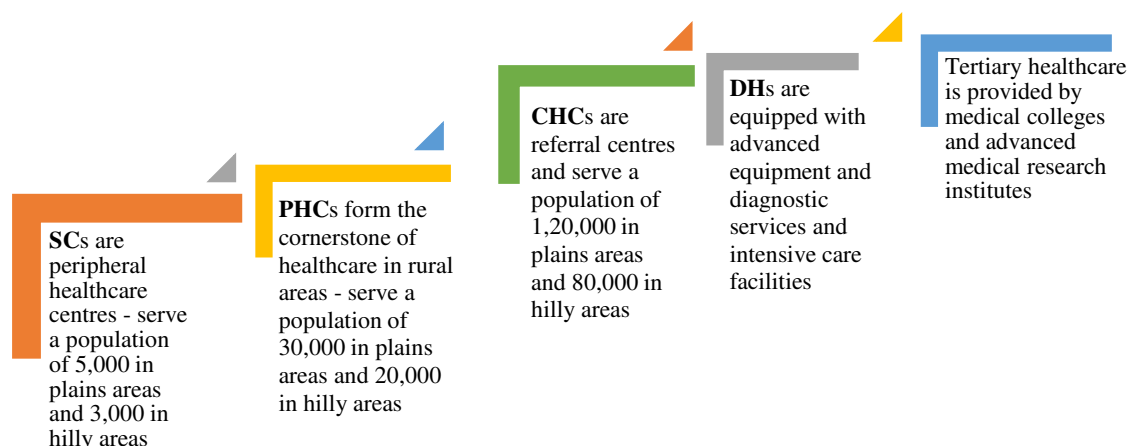 SCs are
peripheral
healthcare
centres - serve
a population
of 5,000 in
plains areas
and 3,000 in
hilly areas
PHCs form the
cornerstone of
healthcare in rural
areas - serve a
population of
30,000 in plains
areas and 20,000
in hilly areas
CHCs are
referral centres
and serve a
population of
1,20,000 in
plains areas
and 80,000 in
hilly areas
DHs are
equipped with
advanced
equipment and
diagnostic
services and
intensive care
facilities
Tertiary healthcare
is provided by
medical colleges
and advanced
medical research
institutes